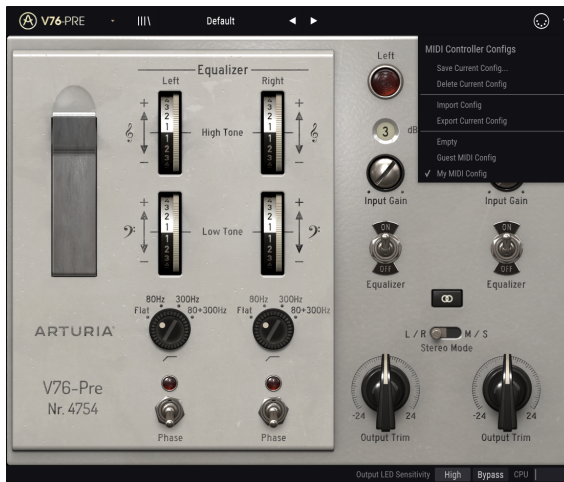 V76-PRE
Default
MIDI Controller Configs
Save Current Config...
Delete Current Config
Import Config
Export Current Config
Empty
Guest MIDI Config
My MIDI Config
Equalizer
Left
Right
Left
High Tone
Low Tone
3
dB
Input Gain
Input Gain
ON
OFF
Equalizer
ON
OFF
Equalizer
80Hz 300Hz
Flat 80+300Hz
80Hz 300Hz
Flat 80+300Hz
L / R
M / S
Stereo Mode
ARTURIA
V76-Pre
Nr. 4754
Phase
Phase
-24 24
Output Trim
-24 24
Output Trim
Output LED Sensitivity High Bypass CPU